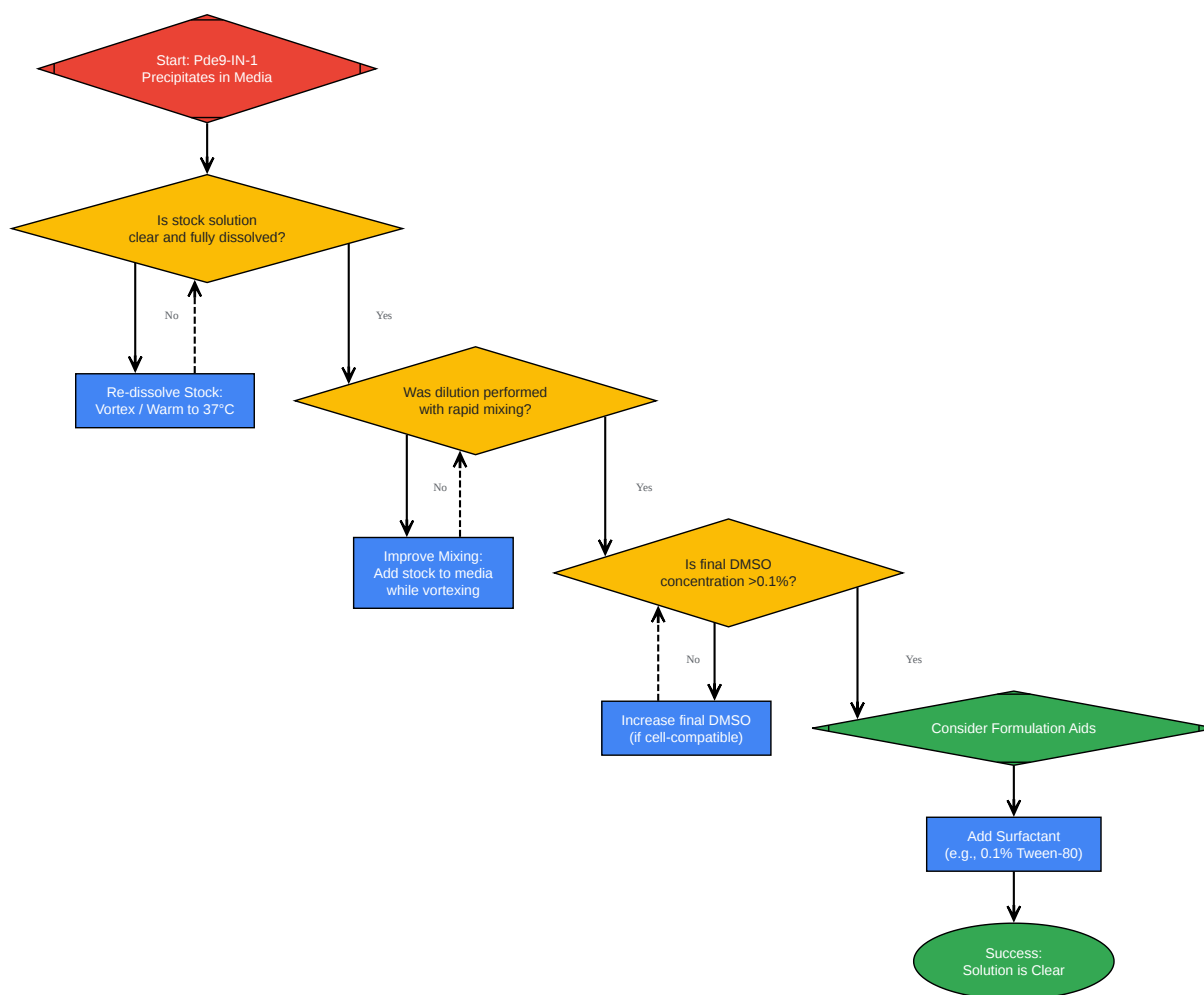 Start: Pde9-IN-1
Precipitates in Media
Is stock solution
clear and fully dissolved?
No
Yes
Re-dissolve Stock:
Vortex / Warm to 37°C
Was dilution performed
with rapid mixing?
No
Yes
Improve Mixing:
Add stock to media
while vortexing
Is final DMSO
concentration >0.1%?
No
Yes
Increase final DMSO
(if cell-compatible)
Consider Formulation Aids
Add Surfactant
(e.g., 0.1% Tween-80)
Success:
Solution is Clear